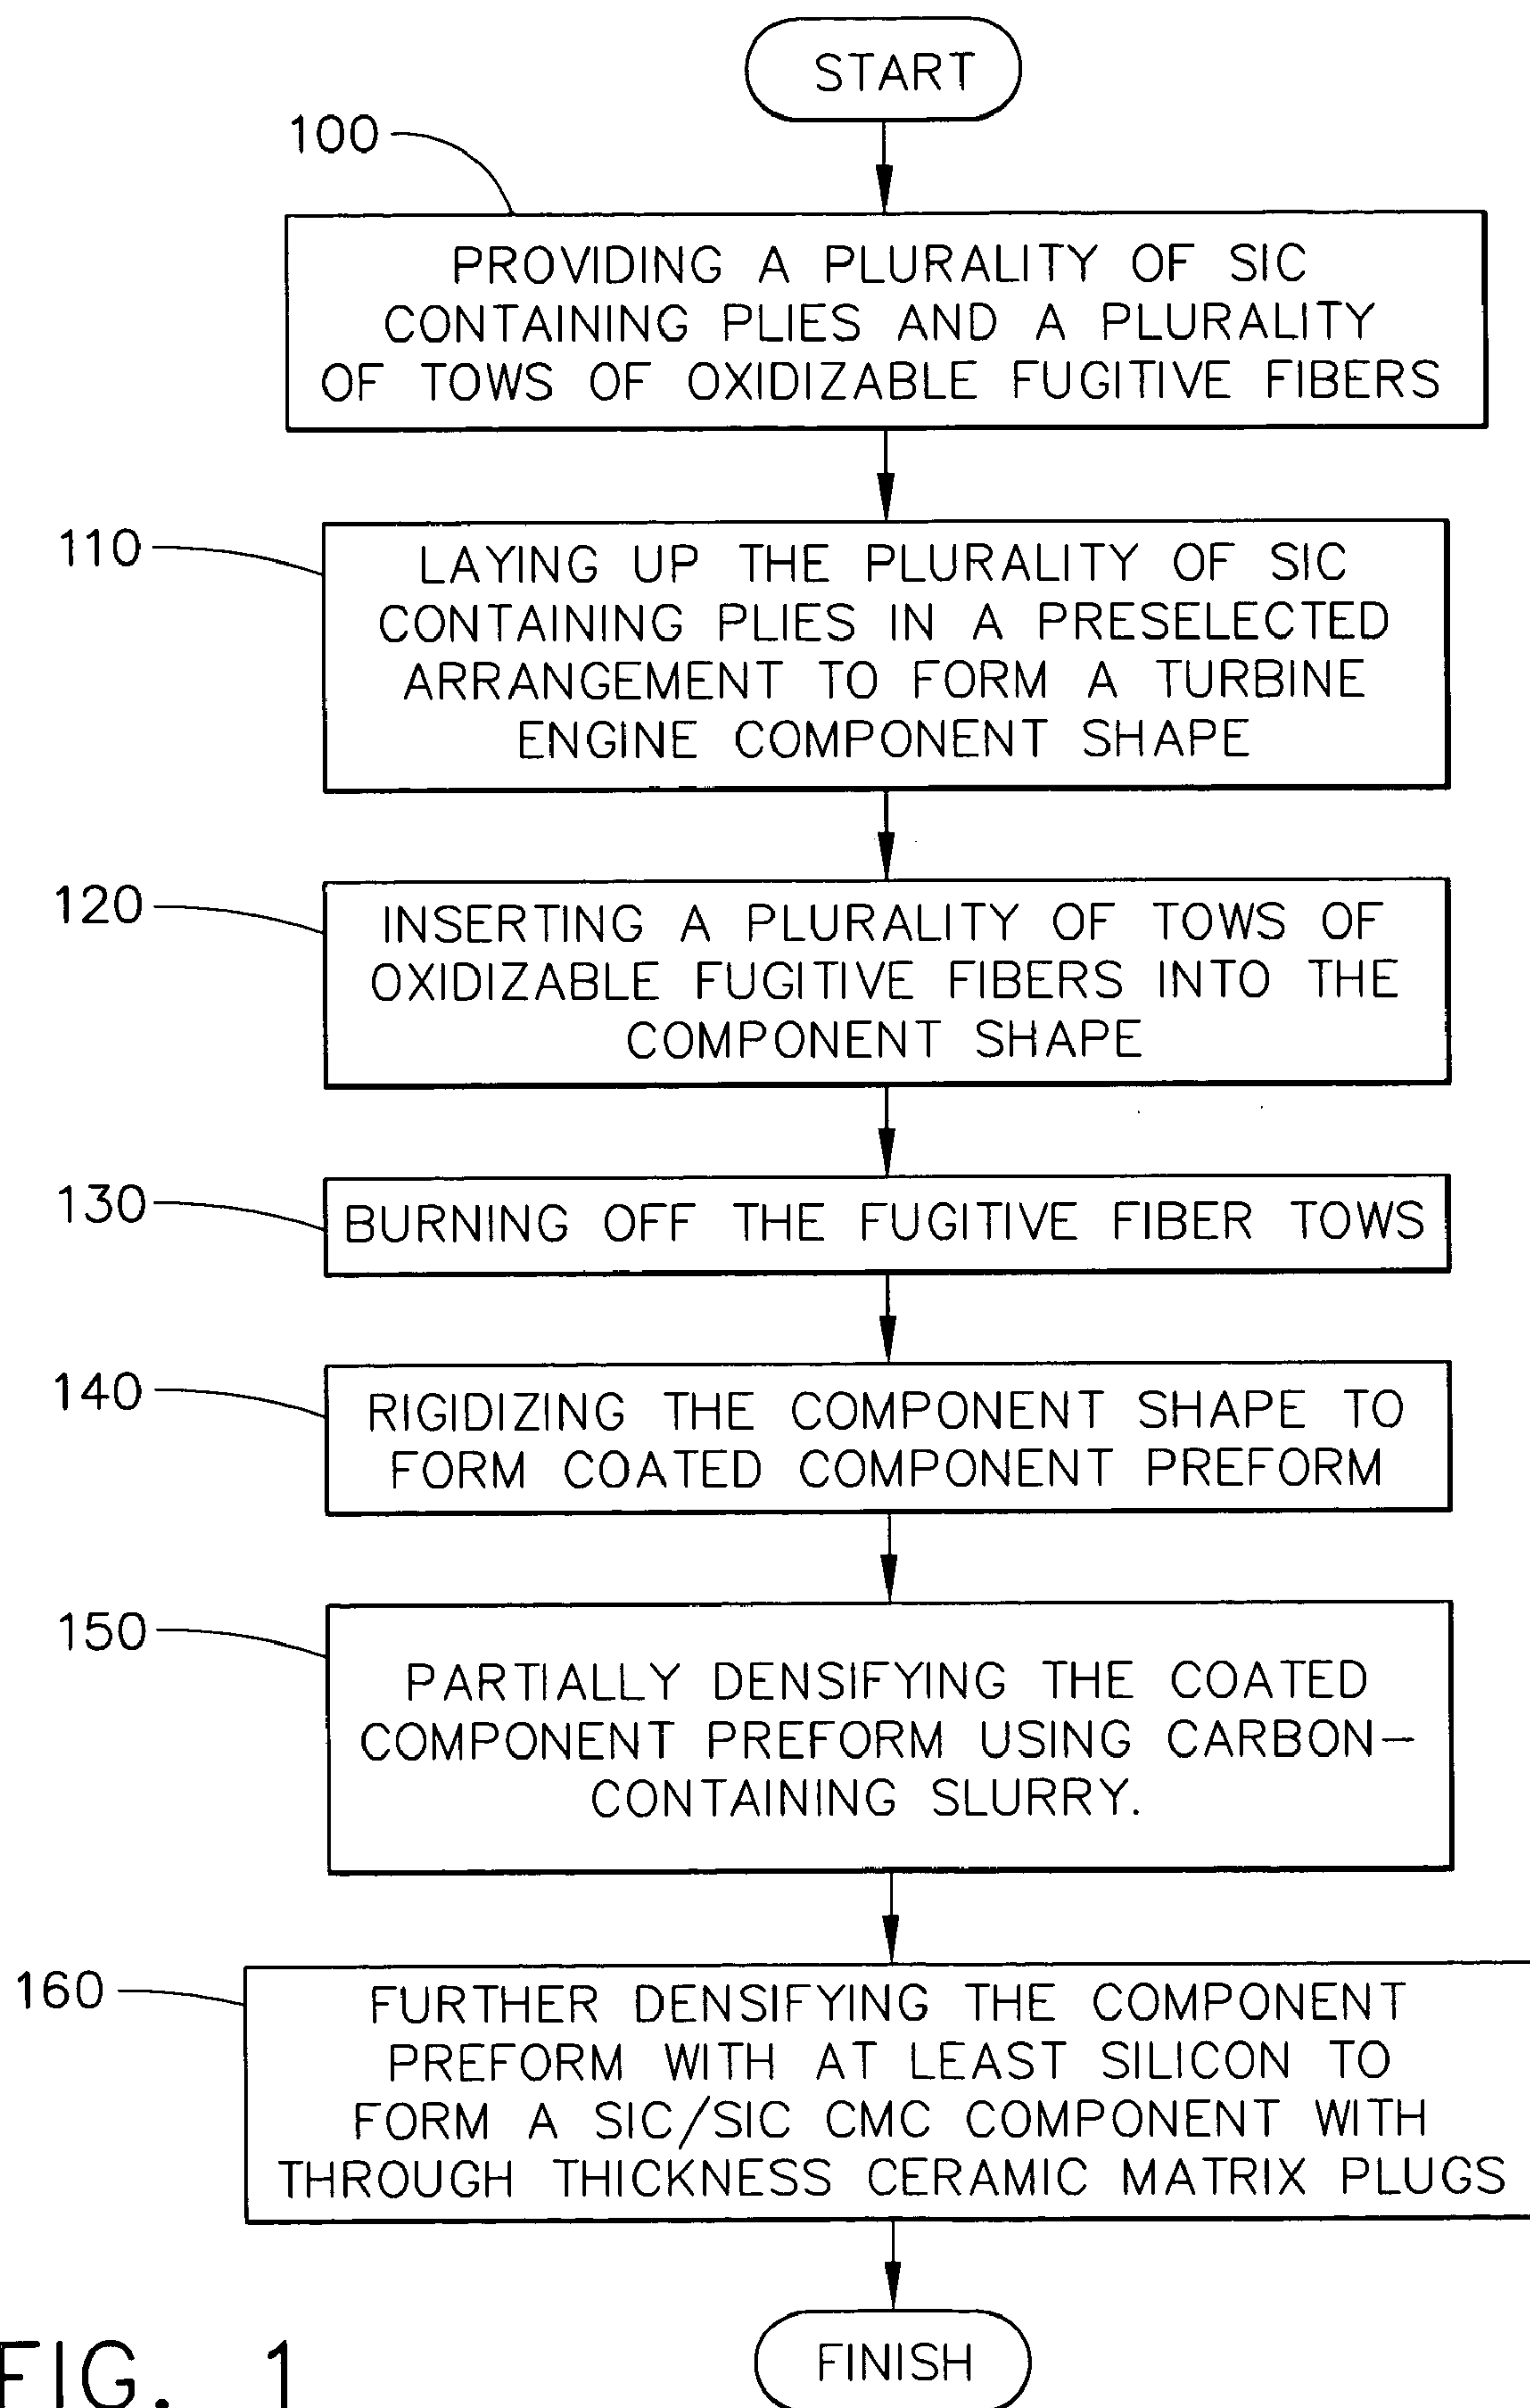 START
100
PROVIDING A PLURALITY OF SIC
CONTAINING PLIES AND A PLURALITY
OF TOWS OF OXIDIZABLE FUGITIVE FIBERS
110
LAYING UP THE PLURALITY OF SIC
CONTAINING PLIES IN A PRESELECTED
ARRANGEMENT TO FORM A TURBINE
ENGINE COMPONENT SHAPE
120
INSERTING A PLURALITY OF TOWS OF
OXIDIZABLE FUGITIVE FIBERS INTO THE
COMPONENT SHAPE
130
BURNING OFF THE FUGITIVE FIBER TOWS
140
RIGIDIZING THE COMPONENT SHAPE TO
FORM COATED COMPONENT PREFORM
150
PARTIALLY DENSIFYING THE COATED
COMPONENT PREFORM USING CARBON–
CONTAINING SLURRY.
160
FURTHER DENSIFYING THE COMPONENT
PREFORM WITH AT LEAST SILICON TO
FORM A SIC/SIC CMC COMPONENT WITH
THROUGH THICKNESS CERAMIC MATRIX PLUGS
FINISH
FIG. 1